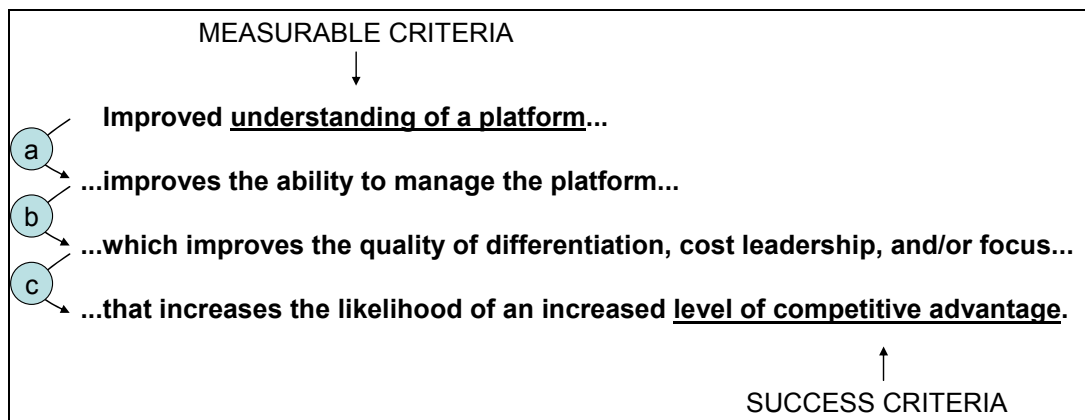 MEASURABLE CRITERIA
Improved understanding of a platform...
a
...improves the ability to manage the platform...
b
...which improves the quality of differentiation, cost leadership, and/or focus...
c
...that increases the likelihood of an increased level of competitive advantage.
SUCCESS CRITERIA